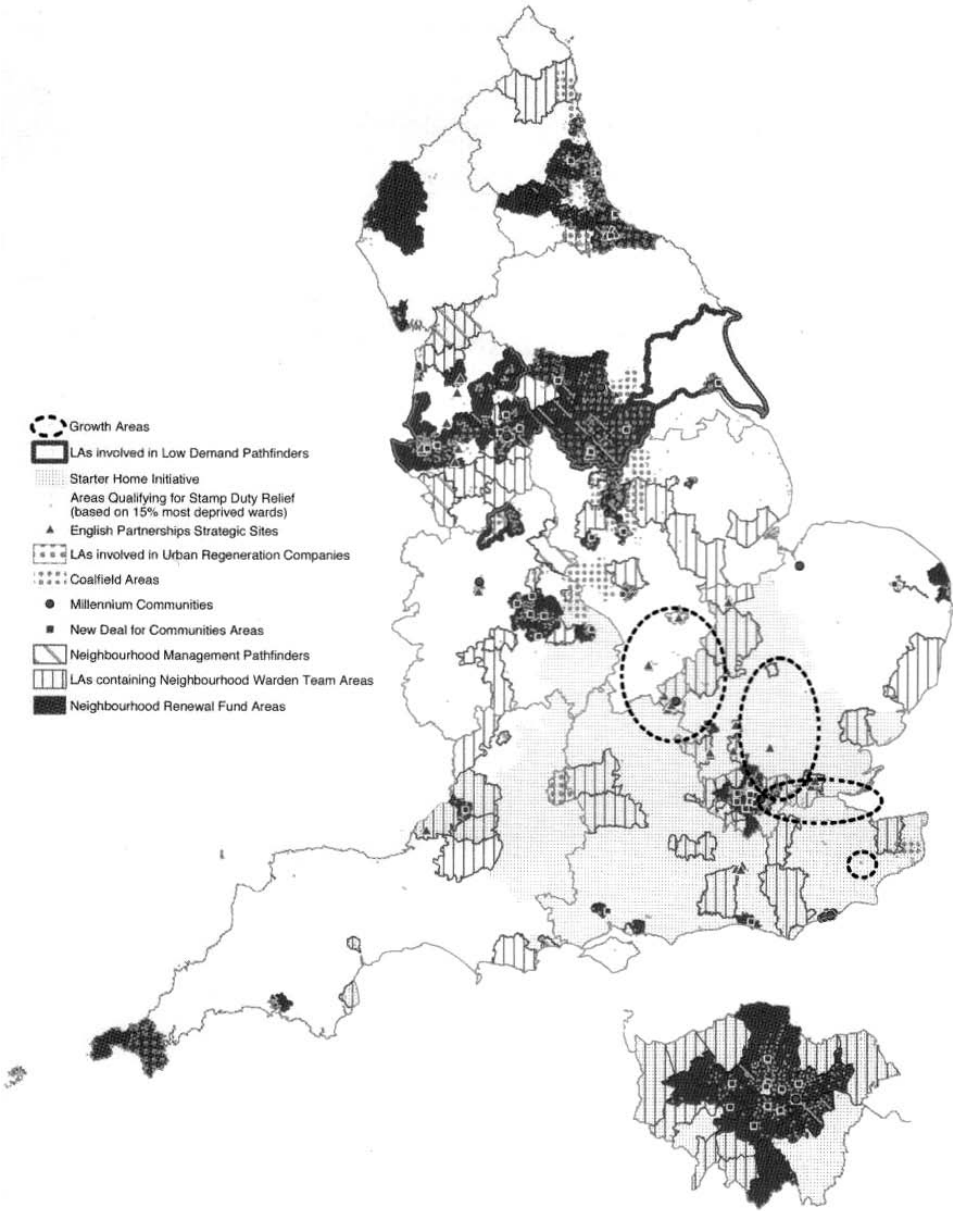 Growth Areas
LAs involved in Low Demand Pathfinders
Starter Home Initiative
Areas Qualifying for Stamp Duty Relief
(based on 15% most deprived wards)
English Partnerships Strategic Sites
LAs involved in Urban Regeneration Companies
Coalfield Areas
Millennium Communities
New Deal for Communities Areas
Neighbourhood Management Pathfinders
LAs containing Neighbourhood Warden Team Areas
Neighbourhood Renewal Fund Areas